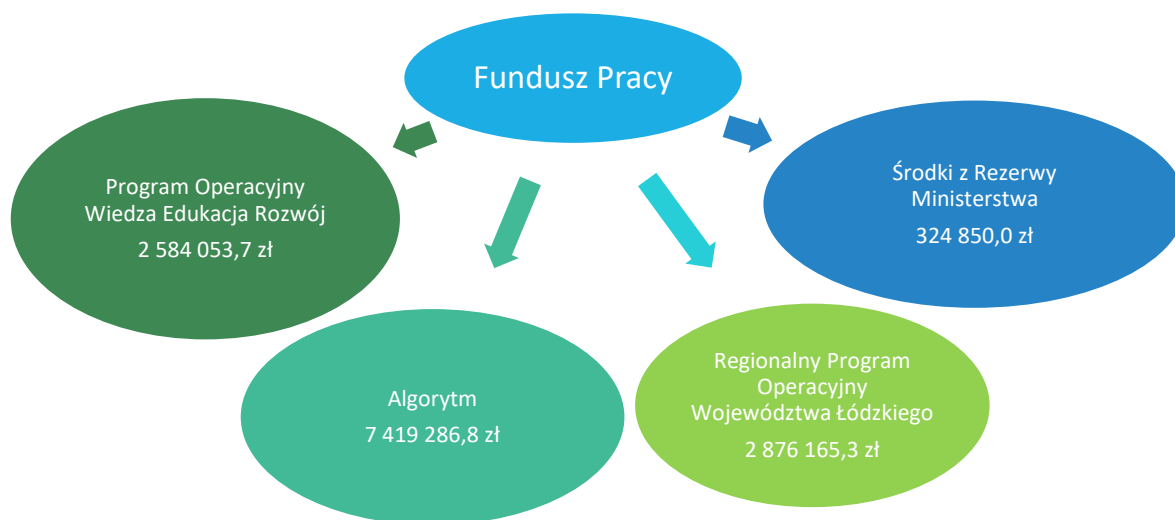 Fundusz Pracy
Program Operacyjny
Wiedza Edukacja Rozwój
2 584 053,7 zł
Środki z Rezerwy
Ministerstwa
324 850,0 zł
Algorytm
7 419 286,8 zł
Regionalny Program
Operacyjny
Województwa Łódzkiego
2 876 165,3 zł